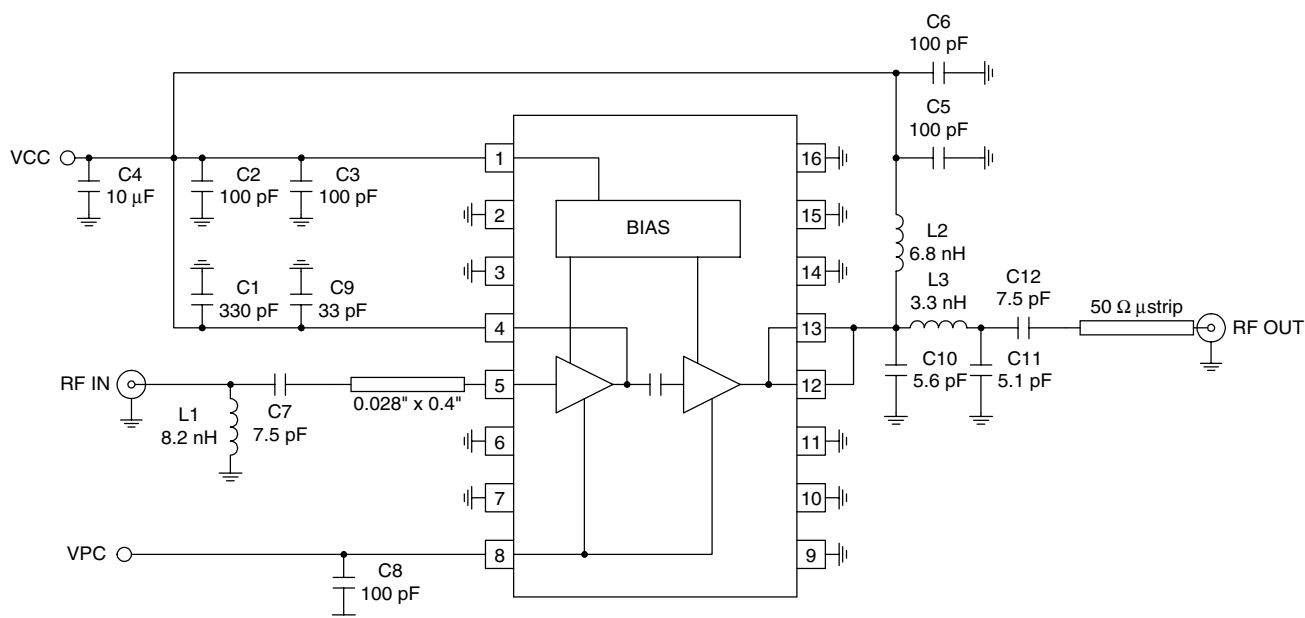 C6
100 pF
C5
100 pF
VCC
C4
10 µF
C2
100 pF
C3
100 pF
1
16
2
15
BIAS
L2
6.8 nH
3
14
C1
330 pF
C9
33 pF
L3
3.3 nH
C12
7.5 pF
4
13
50 Ω µstrip
RF OUT
C10
5.6 pF
C11
5.1 pF
RF IN
5
12
L1
8.2 nH
C7
7.5 pF
0.028" x 0.4"
6
11
7
10
VPC
8
9
C8
100 pF